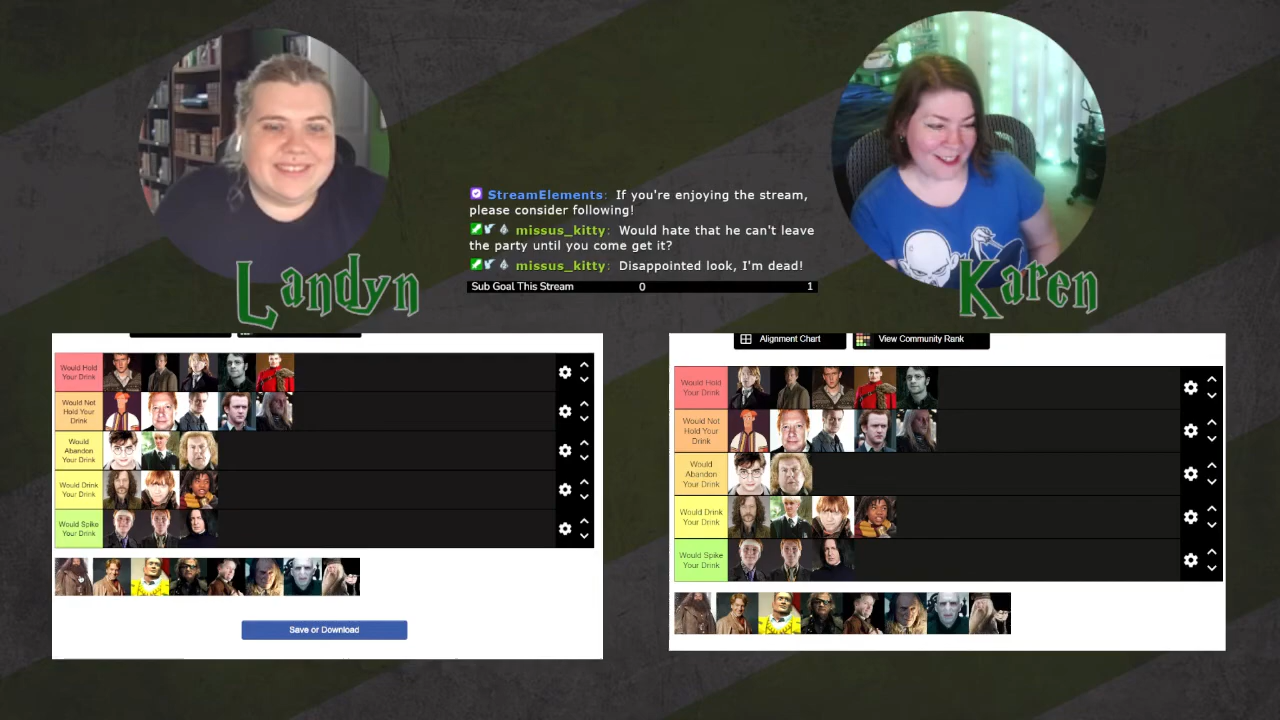 StreamElements: If you're enjoying the stream,
please consider following!
missus_kitty: Would hate that he can't leave
the party until you come get it?
missus_kitty: Disappointed look, I'm dead!
Sub Goal This Stream 0 1
Landyn
Karen
Would Hold
Your Drink
Would Not
Hold Your
Drink
Would
Abandon
Your Drink
Would Drink
Your Drink
Would Spike
Your Drink
Save or Download
Alignment Chart
View Community Rank
Would Hold
Your Drink
Would Not
Hold Your
Drink
Would
Abandon
Your Drink
Would Drink
Your Drink
Would Spike
Your Drink